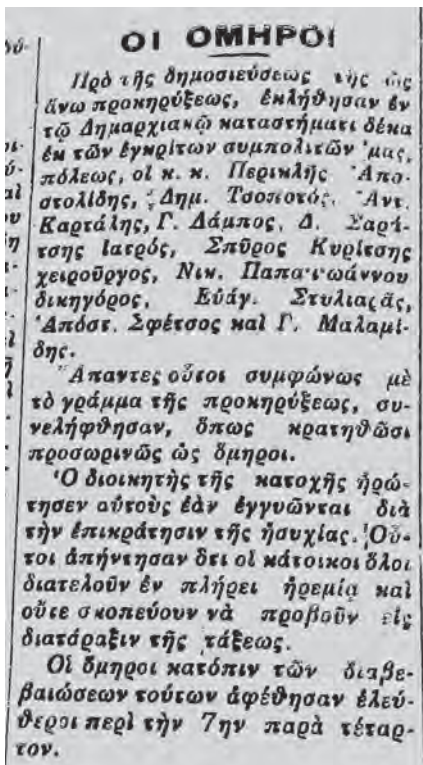 ΟΙ ΟΜΗΡΟΙ
Πρὸ τῆς δημοσιεύσεως τῆς ὡς
ἄνω προκηρύξεως, ἐκλήθησαν ἐν
τῷ Δημαρχιακῷ καταστήματι δέκα
ἐκ τῶν ἐγκρίτων συμπολιτῶν μας,
πόλεως, οἱ κ. κ. Περικλῆς Ἀπο-
στολίδης, Δημ. Τσοποτός, Ἀντ.
Καρτάλης, Γ. Λάμπος, Δ. Σαρά-
τσης ἰατρός, Σπῦρος Κυρίτσης
χειροῦργος, Νικ. Παπαϊωάννου
δικηγόρος, Εὐάγ. Στυλιαρᾶς,
Ἀπόστ. Σφέτσος καὶ Γ. Μαλαμί-
δης.
Ἅπαντες οὗτοι συμφώνως μὲ
τὸ γράμμα τῆς προκηρύξεως, συ-
νελήφθησαν, ὅπως κρατηθῶσι
προσωρινῶς ὡς ὅμηροι.
Ὁ διοικητὴς τῆς κατοχῆς ἠρώ-
τησεν αὐτοὺς ἐὰν ἐγγυῶνται διὰ
τὴν ἐπικράτησιν τῆς ἡσυχίας. Οὗ-
τοι ἀπήντησαν ὅτι οἱ κάτοικοι ὅλοι
διατελοῦν ἐν πλήρει ἠρεμίᾳ καὶ
οὔτε σκοπεύουν νὰ προβοῦν εἰς
διατάραξιν τῆς τάξεως.
Οἱ ὅμηροι κατόπιν τῶν διαβε-
βαιώσεων τούτων ἀφέθησαν ἐλεύ-
θεροι περὶ τὴν 7ην παρὰ τέταρ-
τον.